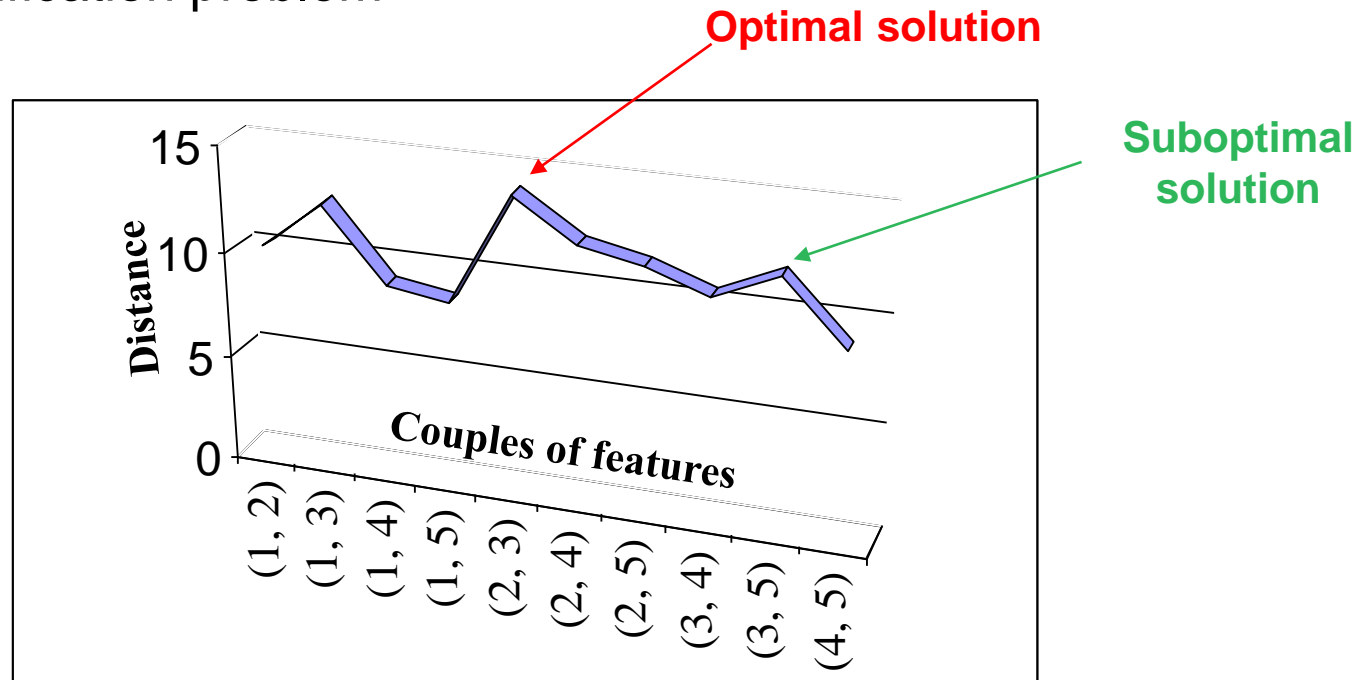 problem
Optimal solution
Suboptimal
solution
15
10
5
0
Distance
Couples of features
(1, 2)
(1, 3)
(1, 4)
(1, 5)
(2, 3)
(2, 4)
(2, 5)
(3, 4)
(3, 5)
(4, 5)